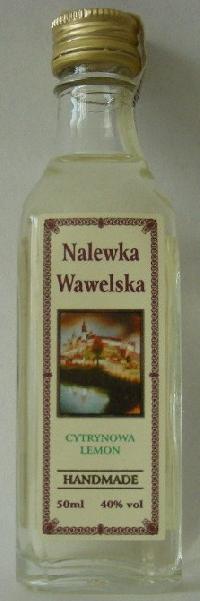 Nalewka
Wawelska
CYTRYNOWA
LEMON
HANDMADE
50ml 40% vol